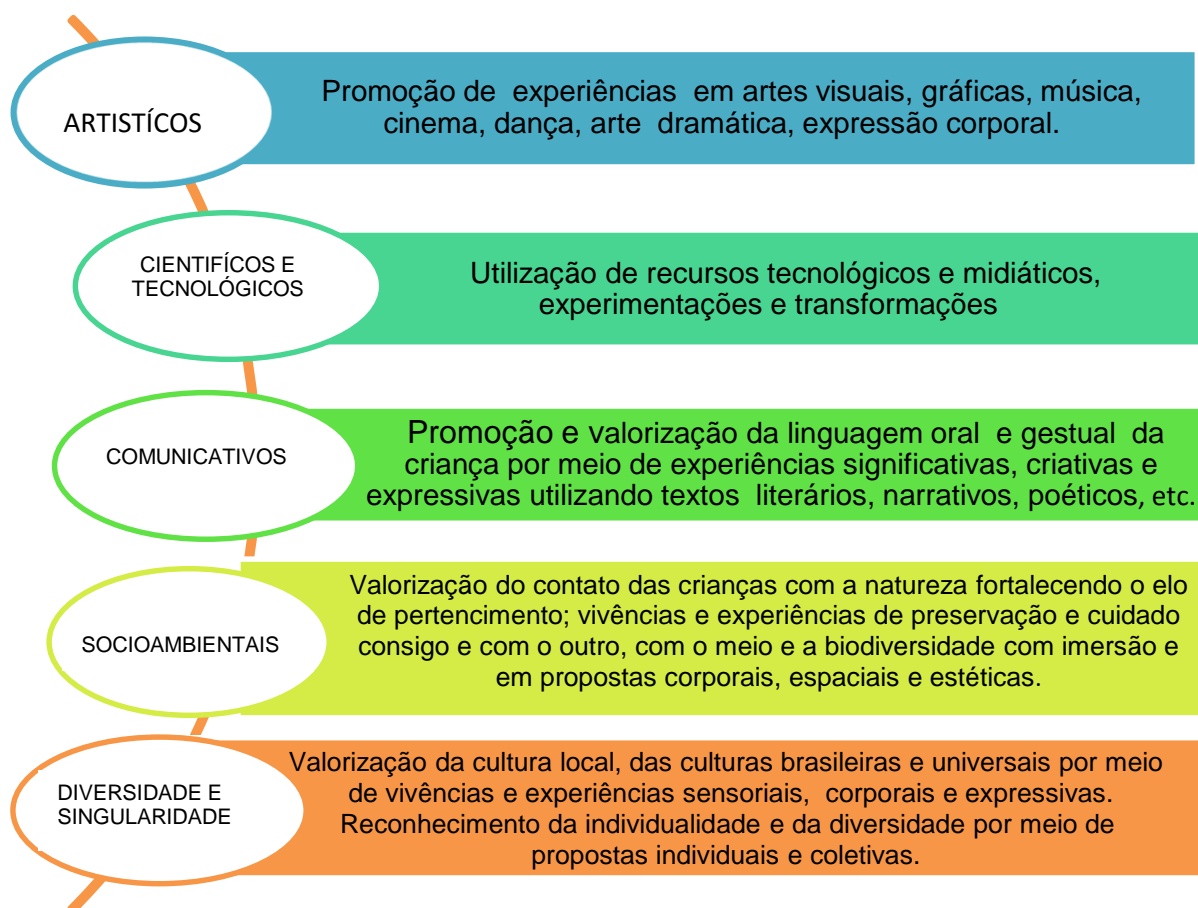 ARTISTÍCOS
Promoção de experiências em artes visuais, gráficas, música,
cinema, dança, arte dramática, expressão corporal.
CIENTIFÍCOS E
TECNOLÓGICOS
Utilização de recursos tecnológicos e midiáticos,
experimentações e transformações
COMUNICATIVOS
Promoção e valorização da linguagem oral e gestual da
criança por meio de experiências significativas, criativas e
expressivas utilizando textos literários, narrativos, poéticos, etc.
SOCIOAMBIENTAIS
Valorização do contato das crianças com a natureza fortalecendo o elo
de pertencimento; vivências e experiências de preservação e cuidado
consigo e com o outro, com o meio e a biodiversidade com imersão e
em propostas corporais, espaciais e estéticas.
DIVERSIDADE E
SINGULARIDADE
Valorização da cultura local, das culturas brasileiras e universais por meio
de vivências e experiências sensoriais, corporais e expressivas.
Reconhecimento da individualidade e da diversidade por meio de
propostas individuais e coletivas.